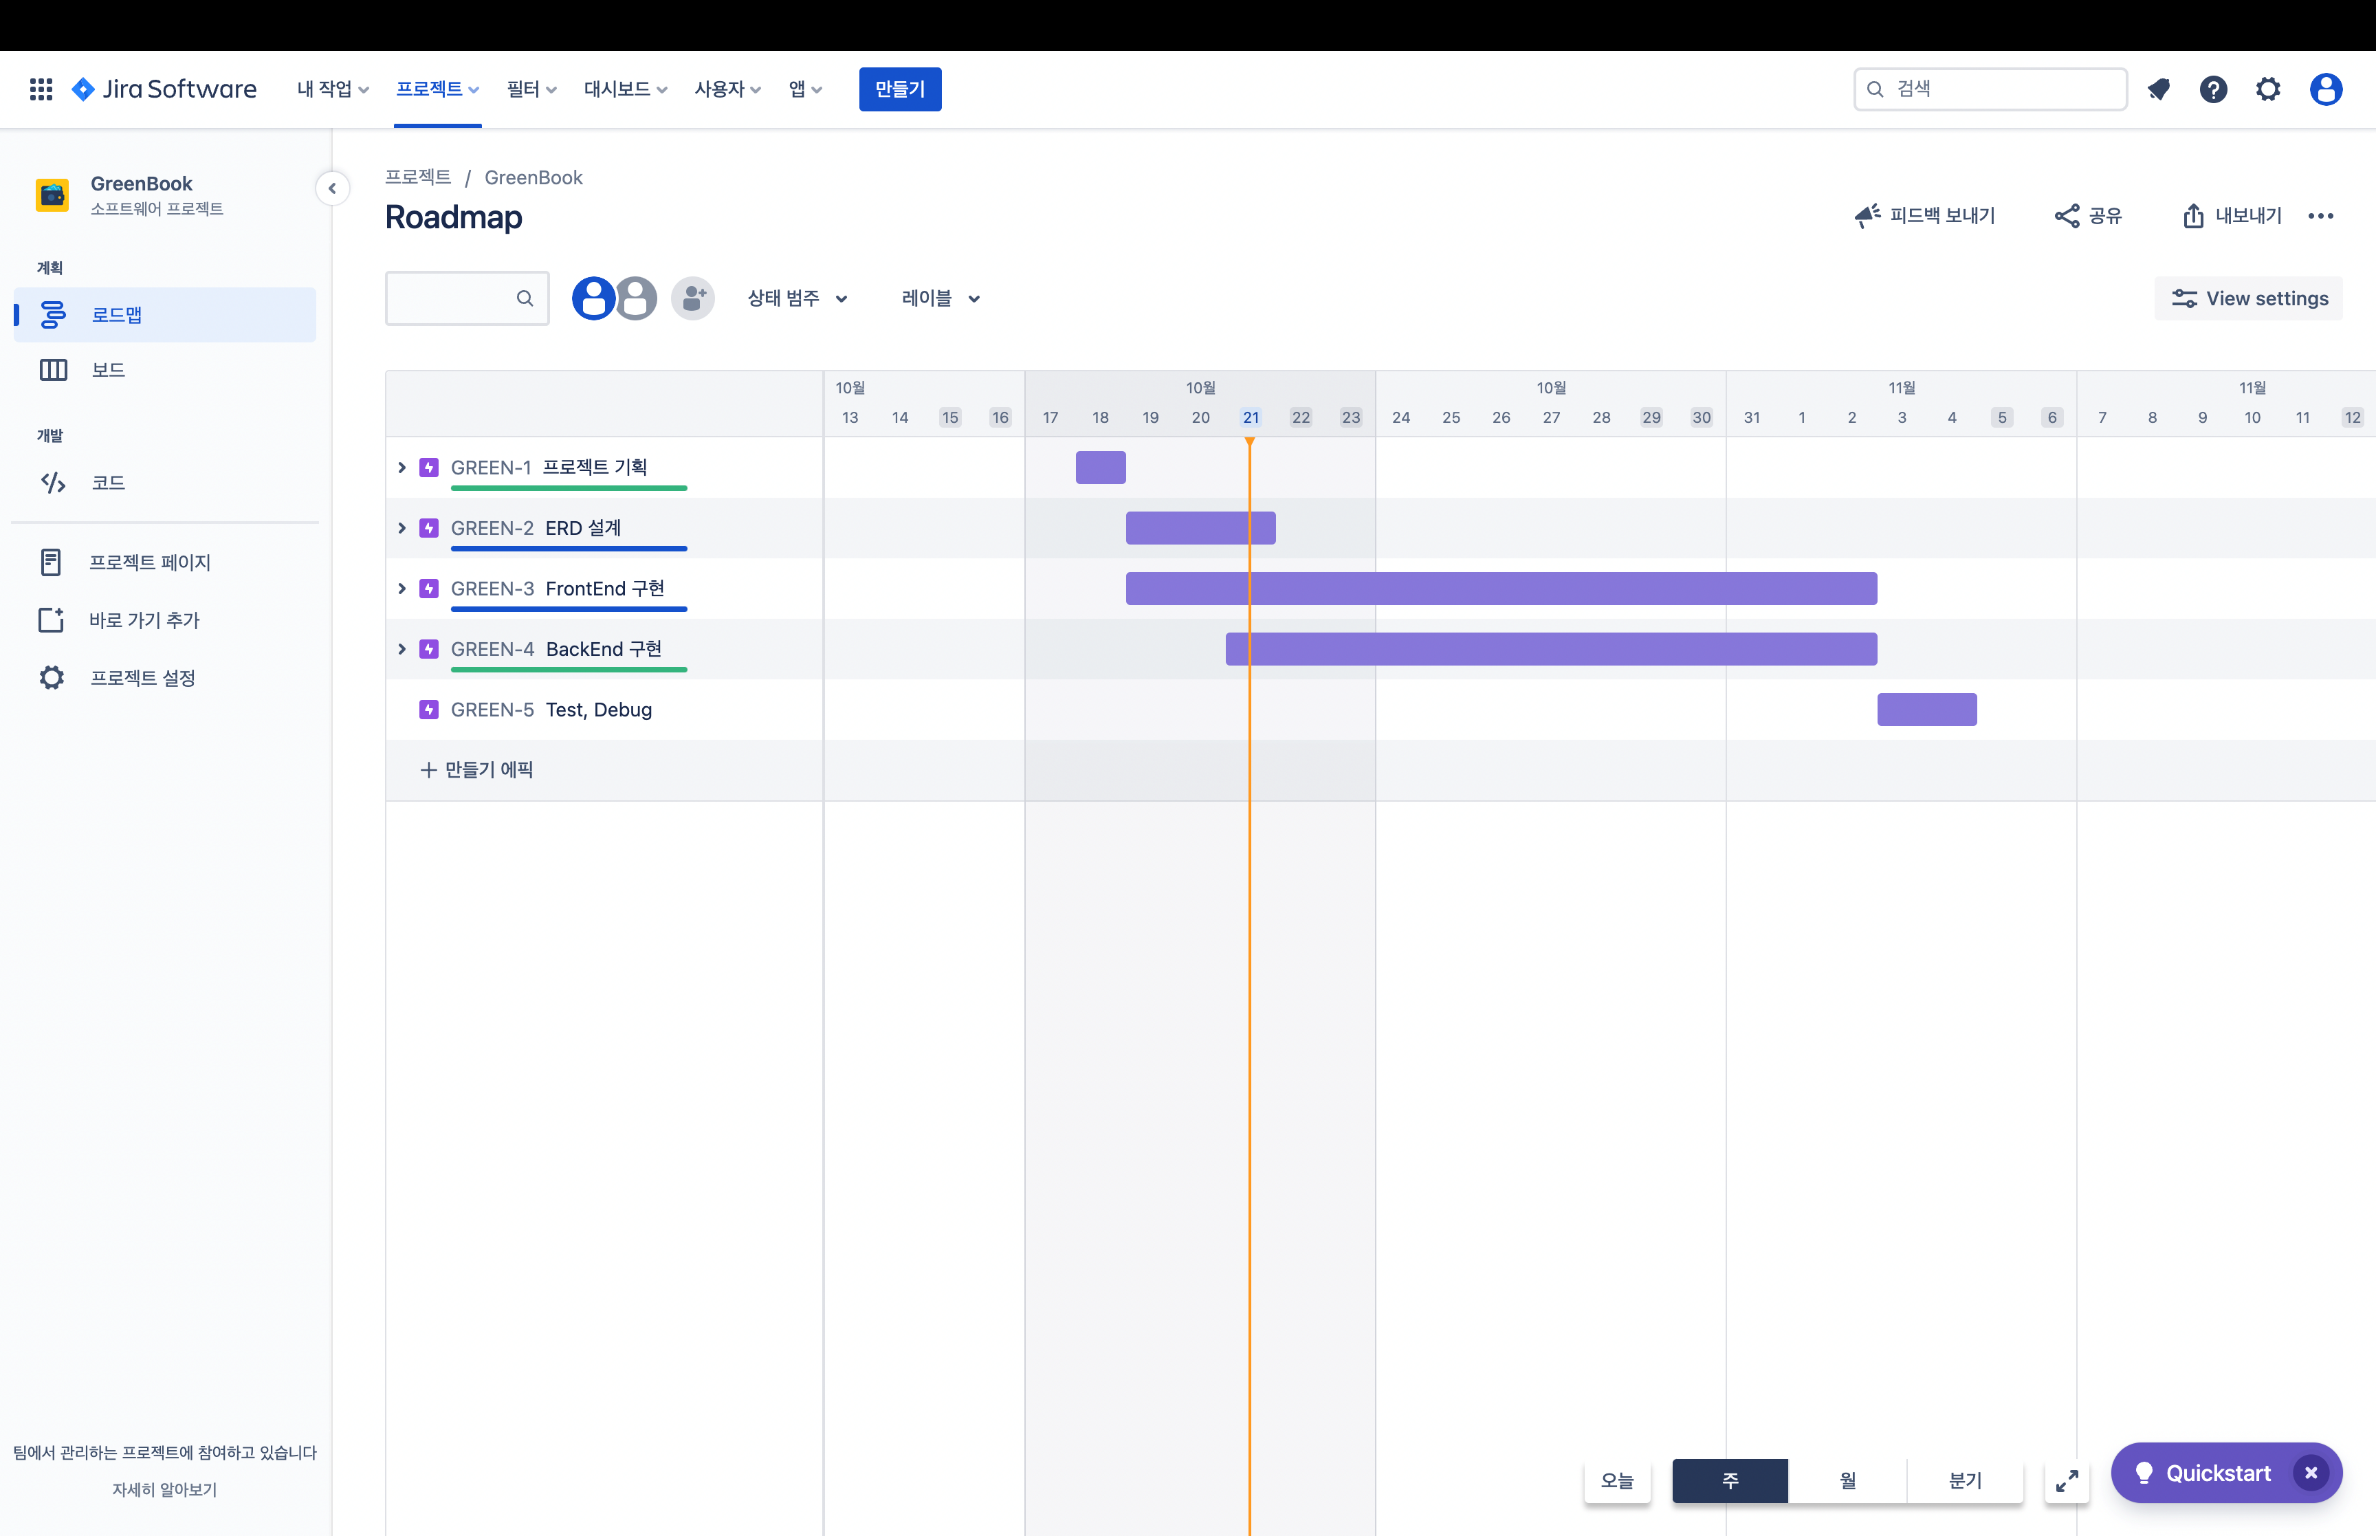 Jira Software 내 작업 프로젝트 필터 대시보드 사용자 앱 만들기 검색
GreenBook
소프트웨어 프로젝트
계획
로드맵
보드
개발
코드
프로젝트 페이지
바로 가기 추가
프로젝트 설정
팀에서 관리하는 프로젝트에 참여하고 있습니다
자세히 알아보기
프로젝트 / GreenBook
Roadmap
피드백 보내기 공유 내보내기
상태 범주 레이블 View settings
10월 10월 10월 11월 11월
13 14 15 16 17 18 19 20 21 22 23 24 25 26 27 28 29 30 31 1 2 3 4 5 6 7 8 9 10 11 12
GREEN-1 프로젝트 기획
GREEN-2 ERD 설계
GREEN-3 FrontEnd 구현
GREEN-4 BackEnd 구현
GREEN-5 Test, Debug
+ 만들기 에픽
오늘 주 월 분기 Quickstart